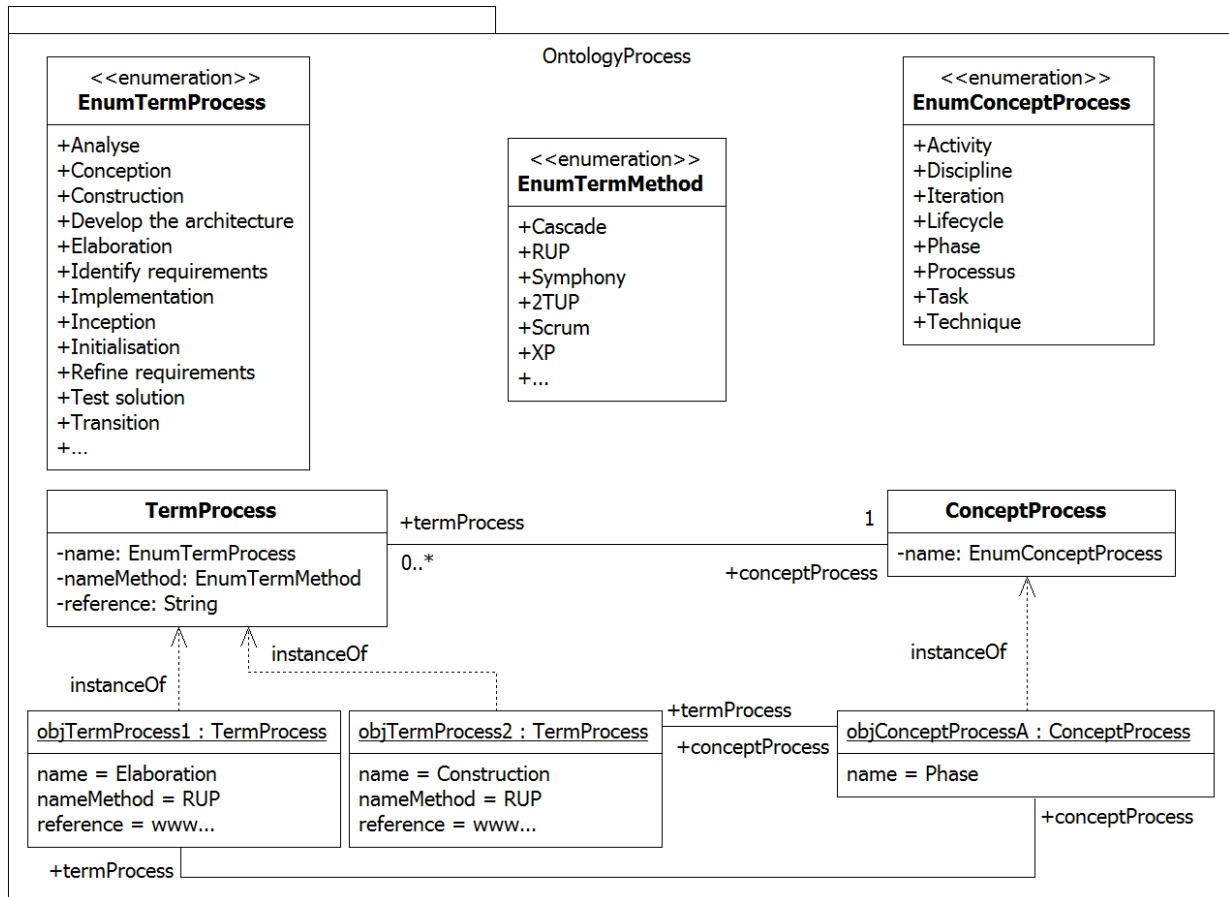 OntologyProcess
<<enumeration>>
EnumTermProcess
+Analyse
+Conception
+Construction
+Develop the architecture
+Elaboration
+Identify requirements
+Implementation
+Inception
+Initialisation
+Refine requirements
+Test solution
+Transition
+...
<<enumeration>>
EnumTermMethod
+Cascade
+RUP
+Symphony
+2TUP
+Scrum
+XP
+...
<<enumeration>>
EnumConceptProcess
+Activity
+Discipline
+Iteration
+Lifecycle
+Phase
+Processus
+Task
+Technique
TermProcess
-name: EnumTermProcess
-nameMethod: EnumTermMethod
-reference: String
+termProcess
0..*
1
+conceptProcess
ConceptProcess
-name: EnumConceptProcess
instanceOf
instanceOf
instanceOf
objTermProcess1 : TermProcess
name = Elaboration
nameMethod = RUP
reference = www...
objTermProcess2 : TermProcess
name = Construction
nameMethod = RUP
reference = www...
+termProcess
+conceptProcess
objConceptProcessA : ConceptProcess
name = Phase
+conceptProcess
+termProcess